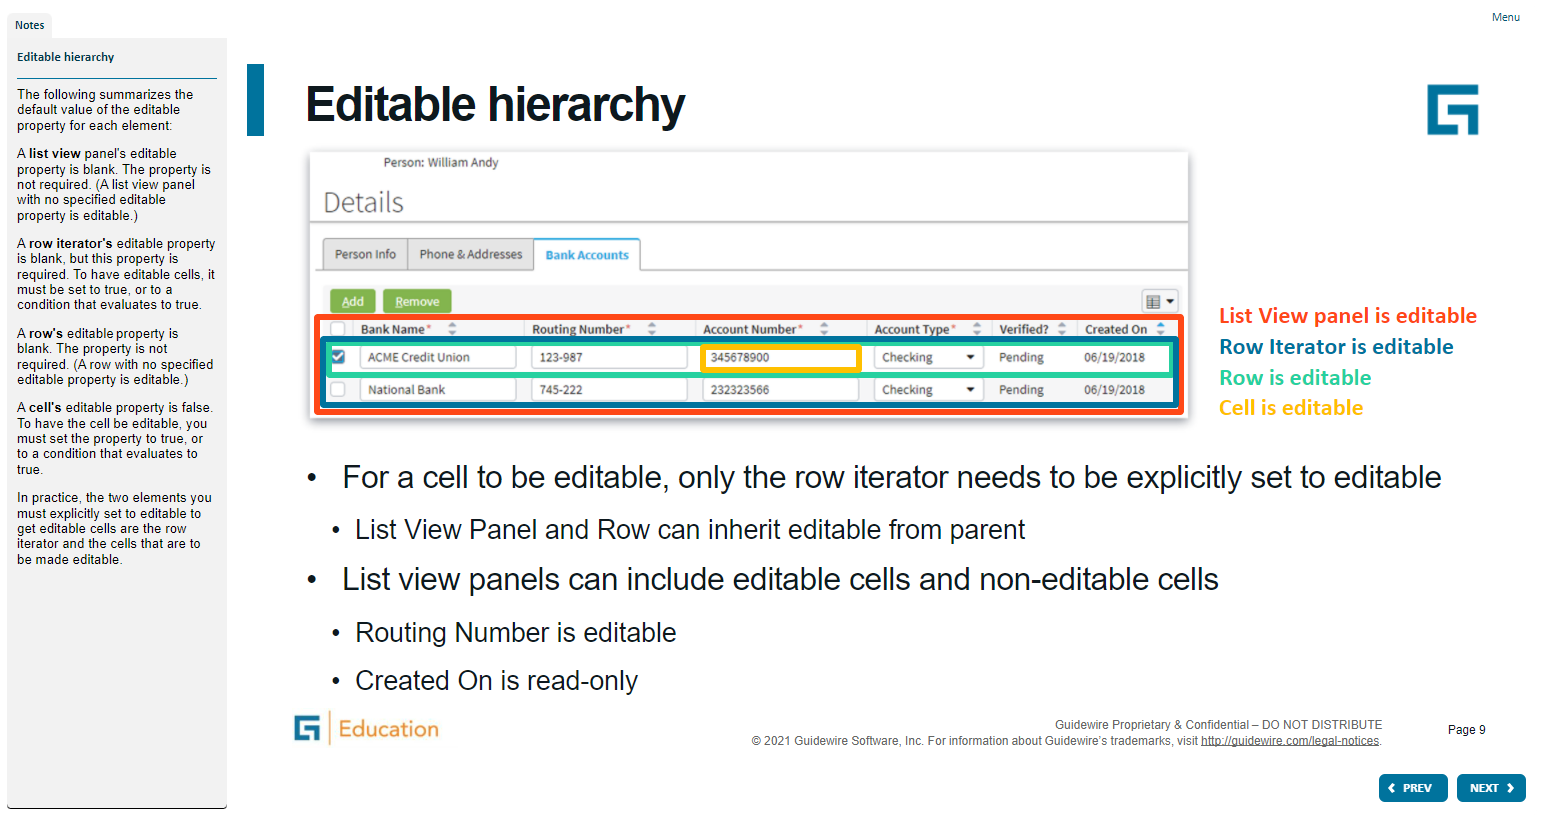 Notes
Menu
Editable hierarchy
The following summarizes the
default value of the editable
property for each element:
A list view panel's editable
property is blank. The property is
not required. (A list view panel
with no specified editable
property is editable.)
A row iterator's editable property
is blank, but this property is
required. To have editable cells, it
must be set to true, or to a
condition that evaluates to true.
A row's editable property is
blank. The property is not
required. (A row with no specified
editable property is editable.)
A cell's editable property is false.
To have the cell be editable, you
must set the property to true, or
to a condition that evaluates to
true.
In practice, the two elements you
must explicitly set to editable to
get editable cells are the row
iterator and the cells that are to
be made editable.
Editable hierarchy
Person: William Andy
Details
Person Info Phone & Addresses Bank Accounts
Add Remove
Bank Name* Routing Number* Account Number* Account Type* Verified? Created On
ACME Credit Union 123-987 345678900 Checking Pending 06/19/2018
National Bank 745-222 232323566 Checking Pending 06/19/2018
List View panel is editable
Row Iterator is editable
Row is editable
Cell is editable
• For a cell to be editable, only the row iterator needs to be explicitly set to editable
• List View Panel and Row can inherit editable from parent
• List view panels can include editable cells and non-editable cells
• Routing Number is editable
• Created On is read-only
Education
Guidewire Proprietary & Confidential – DO NOT DISTRIBUTE
© 2021 Guidewire Software, Inc. For information about Guidewire's trademarks, visit http://guidewire.com/legal-notices.
Page 9
PREV NEXT